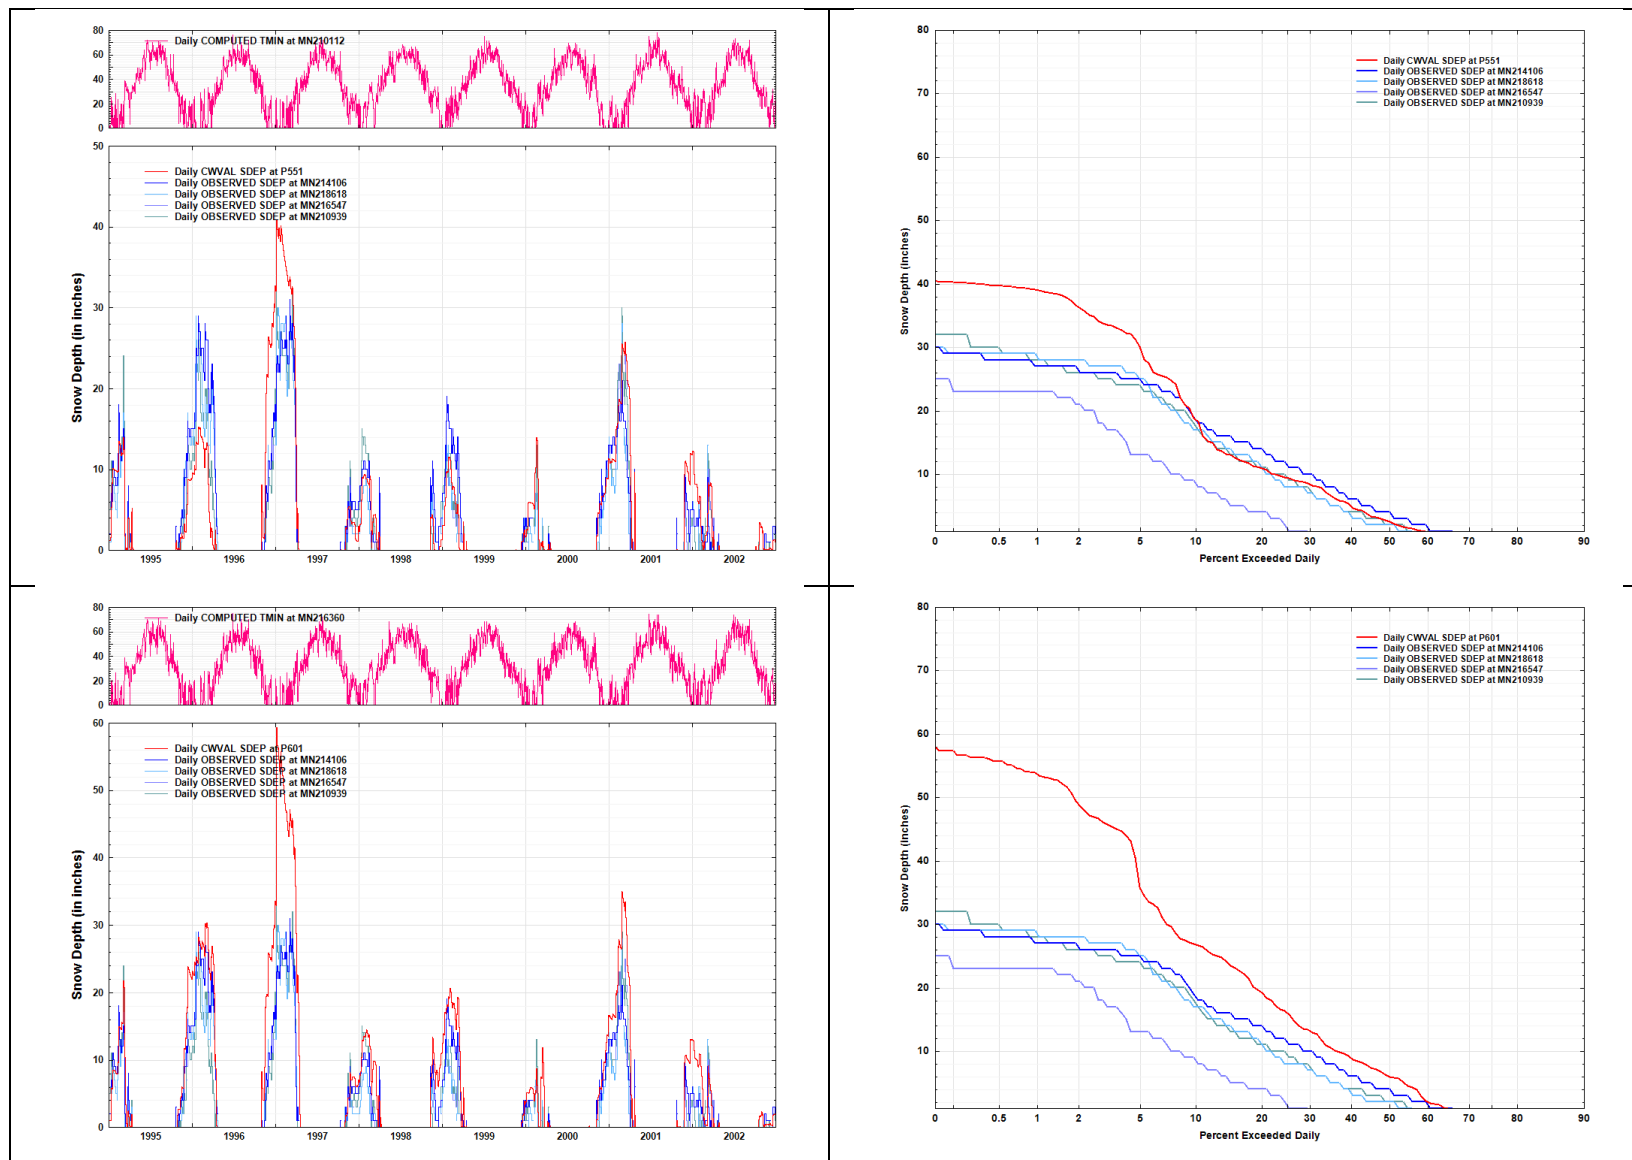 Daily COMPUTED TMIN at MN210112
80
60
40
20
0
Daily CWVAL SDEP at P551
Daily OBSERVED SDEP at MN214106
Daily OBSERVED SDEP at MN218618
Daily OBSERVED SDEP at MN216547
Daily OBSERVED SDEP at MN210939
Snow Depth (in inches)
50
40
30
20
10
0
1995 1996 1997 1998 1999 2000 2001 2002
Daily CWVAL SDEP at P551
Daily OBSERVED SDEP at MN214106
Daily OBSERVED SDEP at MN218618
Daily OBSERVED SDEP at MN216547
Daily OBSERVED SDEP at MN210939
Snow Depth (Inches)
80
70
60
50
40
30
20
10
0 0.5 1 2 5 10 20 30 40 50 60 70 80 90
Percent Exceeded Daily
Daily COMPUTED TMIN at MN216360
80
60
40
20
0
Daily CWVAL SDEP at P601
Daily OBSERVED SDEP at MN214106
Daily OBSERVED SDEP at MN218618
Daily OBSERVED SDEP at MN216547
Daily OBSERVED SDEP at MN210939
Snow Depth (in inches)
60
50
40
30
20
10
0
1995 1996 1997 1998 1999 2000 2001 2002
Daily CWVAL SDEP at P601
Daily OBSERVED SDEP at MN214106
Daily OBSERVED SDEP at MN218618
Daily OBSERVED SDEP at MN216547
Daily OBSERVED SDEP at MN210939
Snow Depth (Inches)
80
70
60
50
40
30
20
10
0 0.5 1 2 5 10 20 30 40 50 60 70 80 90
Percent Exceeded Daily